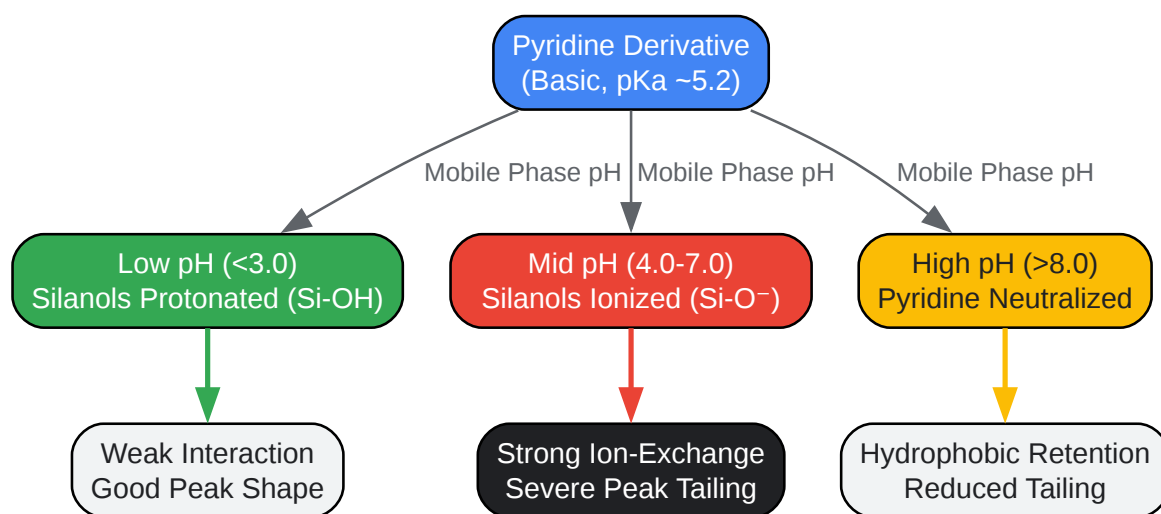 Pyridine Derivative
(Basic, pKa ~5.2)
Mobile Phase pH
Mobile Phase pH
Mobile Phase pH
Low pH (<3.0)
Silanols Protonated (Si-OH)
Mid pH (4.0-7.0)
Silanols Ionized (Si-O⁻)
High pH (>8.0)
Pyridine Neutralized
Weak Interaction
Good Peak Shape
Strong Ion-Exchange
Severe Peak Tailing
Hydrophobic Retention
Reduced Tailing